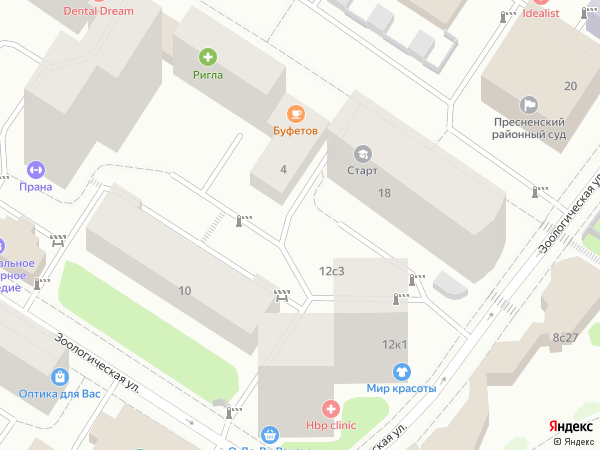 Dental Dream
Idealist
Ригла
20
Пресненский
районный суд
Буфетов
4
Старт
18
Прана
Зоологическая ул.
12с3
10
12к1
8с27
Зоологическая ул.
Мир красоты
Оптика для Вас
Hbp clinic
ул.
Яндекс
© Яндекс